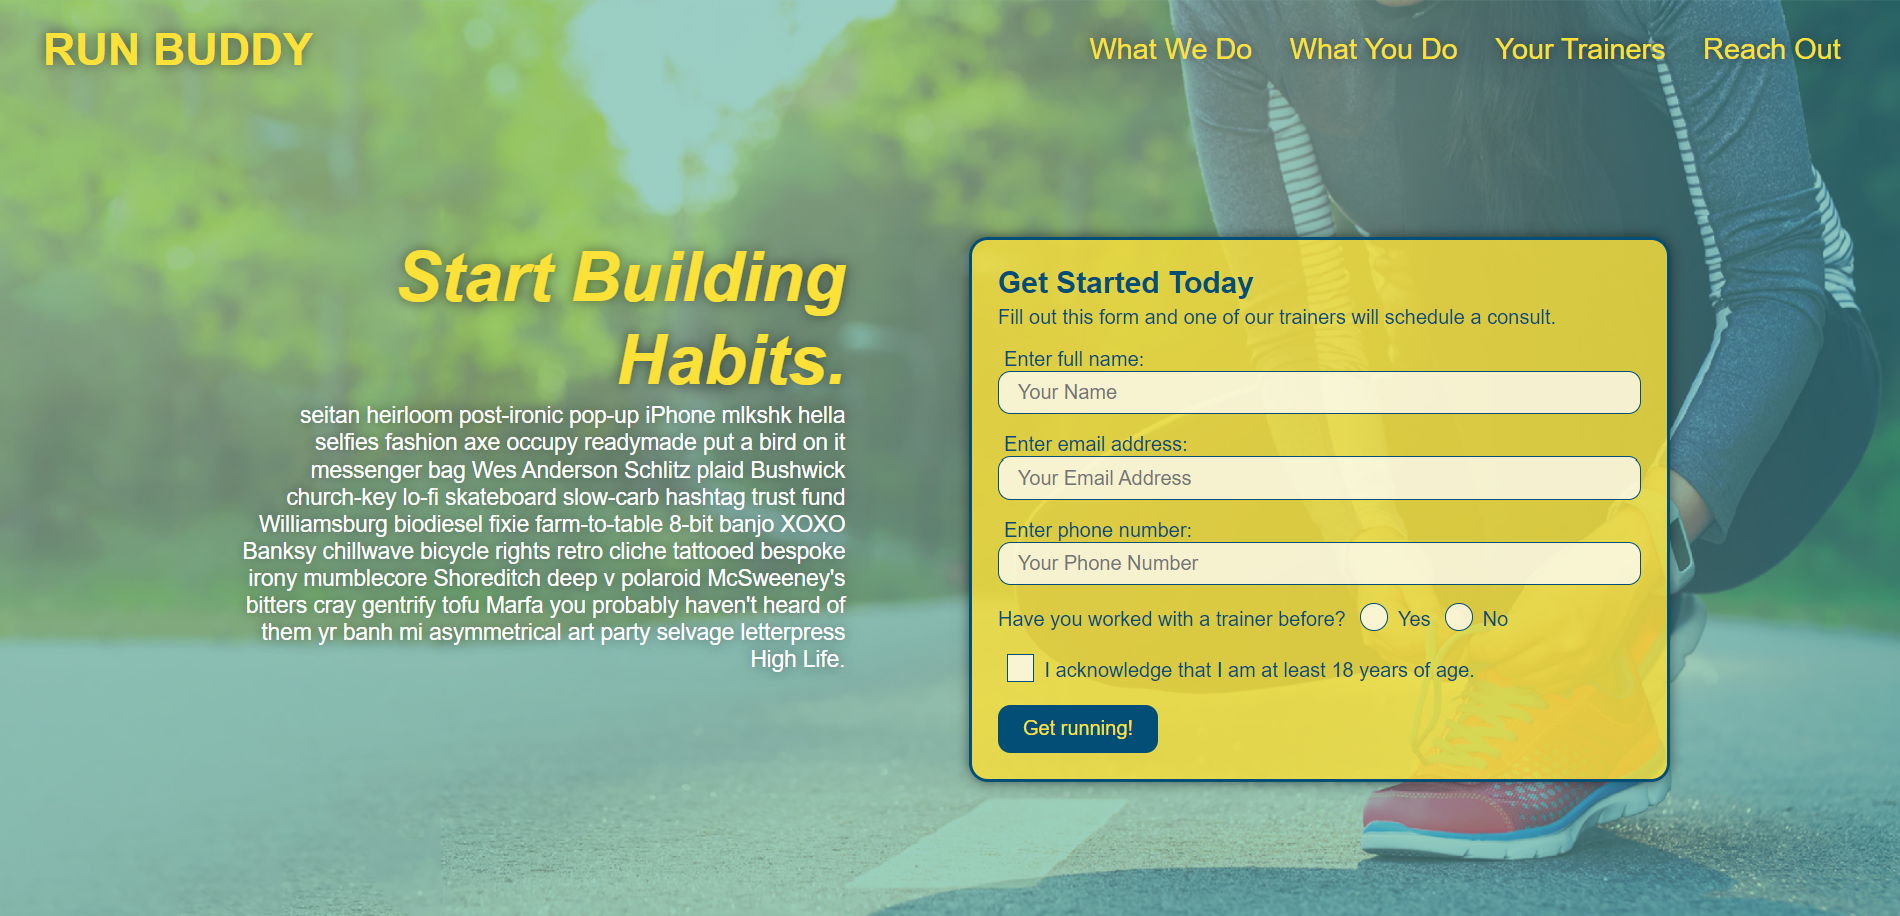 RUN BUDDY
What We Do
What You Do
Your Trainers
Reach Out
Start Building
Habits.
seitan heirloom post-ironic pop-up iPhone mlkshk hella
selfies fashion axe occupy readymade put a bird on it
messenger bag Wes Anderson Schlitz plaid Bushwick
church-key lo-fi skateboard slow-carb hashtag trust fund
Williamsburg biodiesel fixie farm-to-table 8-bit banjo XOXO
Banksy chillwave bicycle rights retro cliche tattooed bespoke
irony mumblecore Shoreditch deep v polaroid McSweeney's
bitters cray gentrify tofu Marfa you probably haven't heard of
them yr banh mi asymmetrical art party selvage letterpress
High Life.
Get Started Today
Fill out this form and one of our trainers will schedule a consult.
Enter full name:
Your Name
Enter email address:
Your Email Address
Enter phone number:
Your Phone Number
Have you worked with a trainer before? Yes No
I acknowledge that I am at least 18 years of age.
Get running!